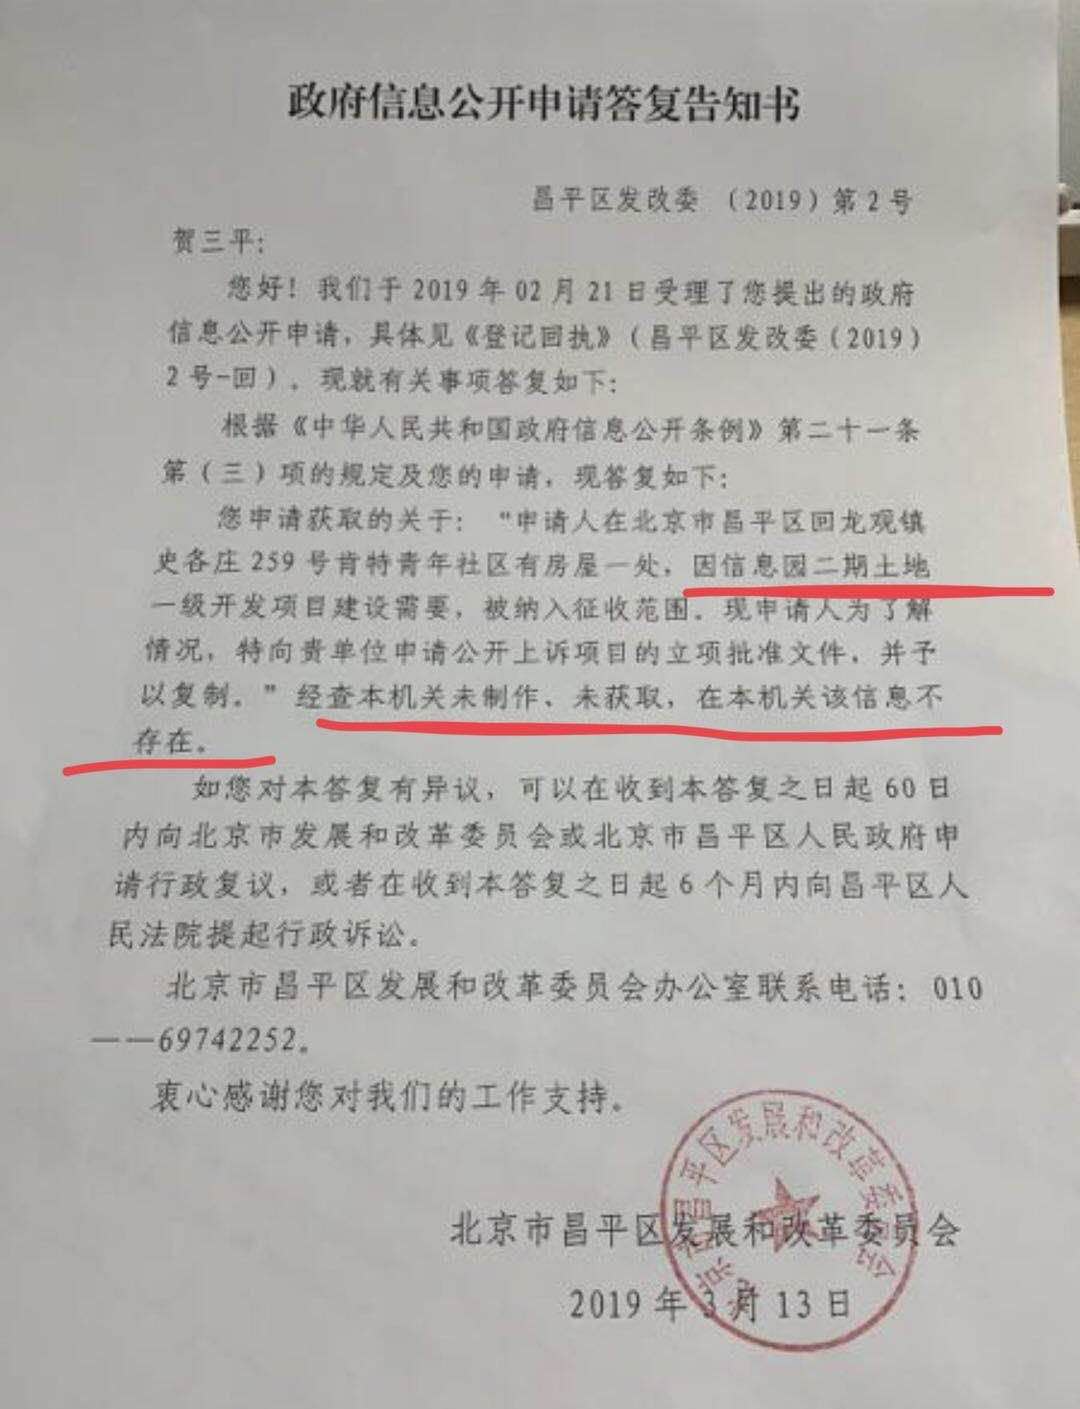 政府信息公开申请答复告知书
昌平区发改委 （2019）第2号
贺三平：
您好！我们于2019年02月21日受理了您提出的政府
信息公开申请，具体见《登记回执》（昌平区发改委（2019）
2号-回）。现就有关事项答复如下：
根据《中华人民共和国政府信息公开条例》第二十一条
第（三）项的规定及您的申请，现答复如下：
您申请获取的关于：“申请人在北京市昌平区回龙观镇
史各庄259号肯特青年社区有房屋一处，因信息园二期土地
一级开发项目建设需要，被纳入征收范围。现申请人为了解
情况，特向贵单位申请公开上诉项目的立项批准文件，并予
以复制。”经查本机关未制作、未获取，在本机关该信息不
存在。
如您对本答复有异议，可以在收到本答复之日起60日
内向北京市发展和改革委员会或北京市昌平区人民政府申
请行政复议，或者在收到本答复之日起6个月内向昌平区人
民法院提起行政诉讼。
北京市昌平区发展和改革委员会办公室联系电话：010
——69742252。
衷心感谢您对我们的工作支持。
北京市昌平区发展和改革委员会
2019年3月13日
北京市昌平区发展和改革委员会